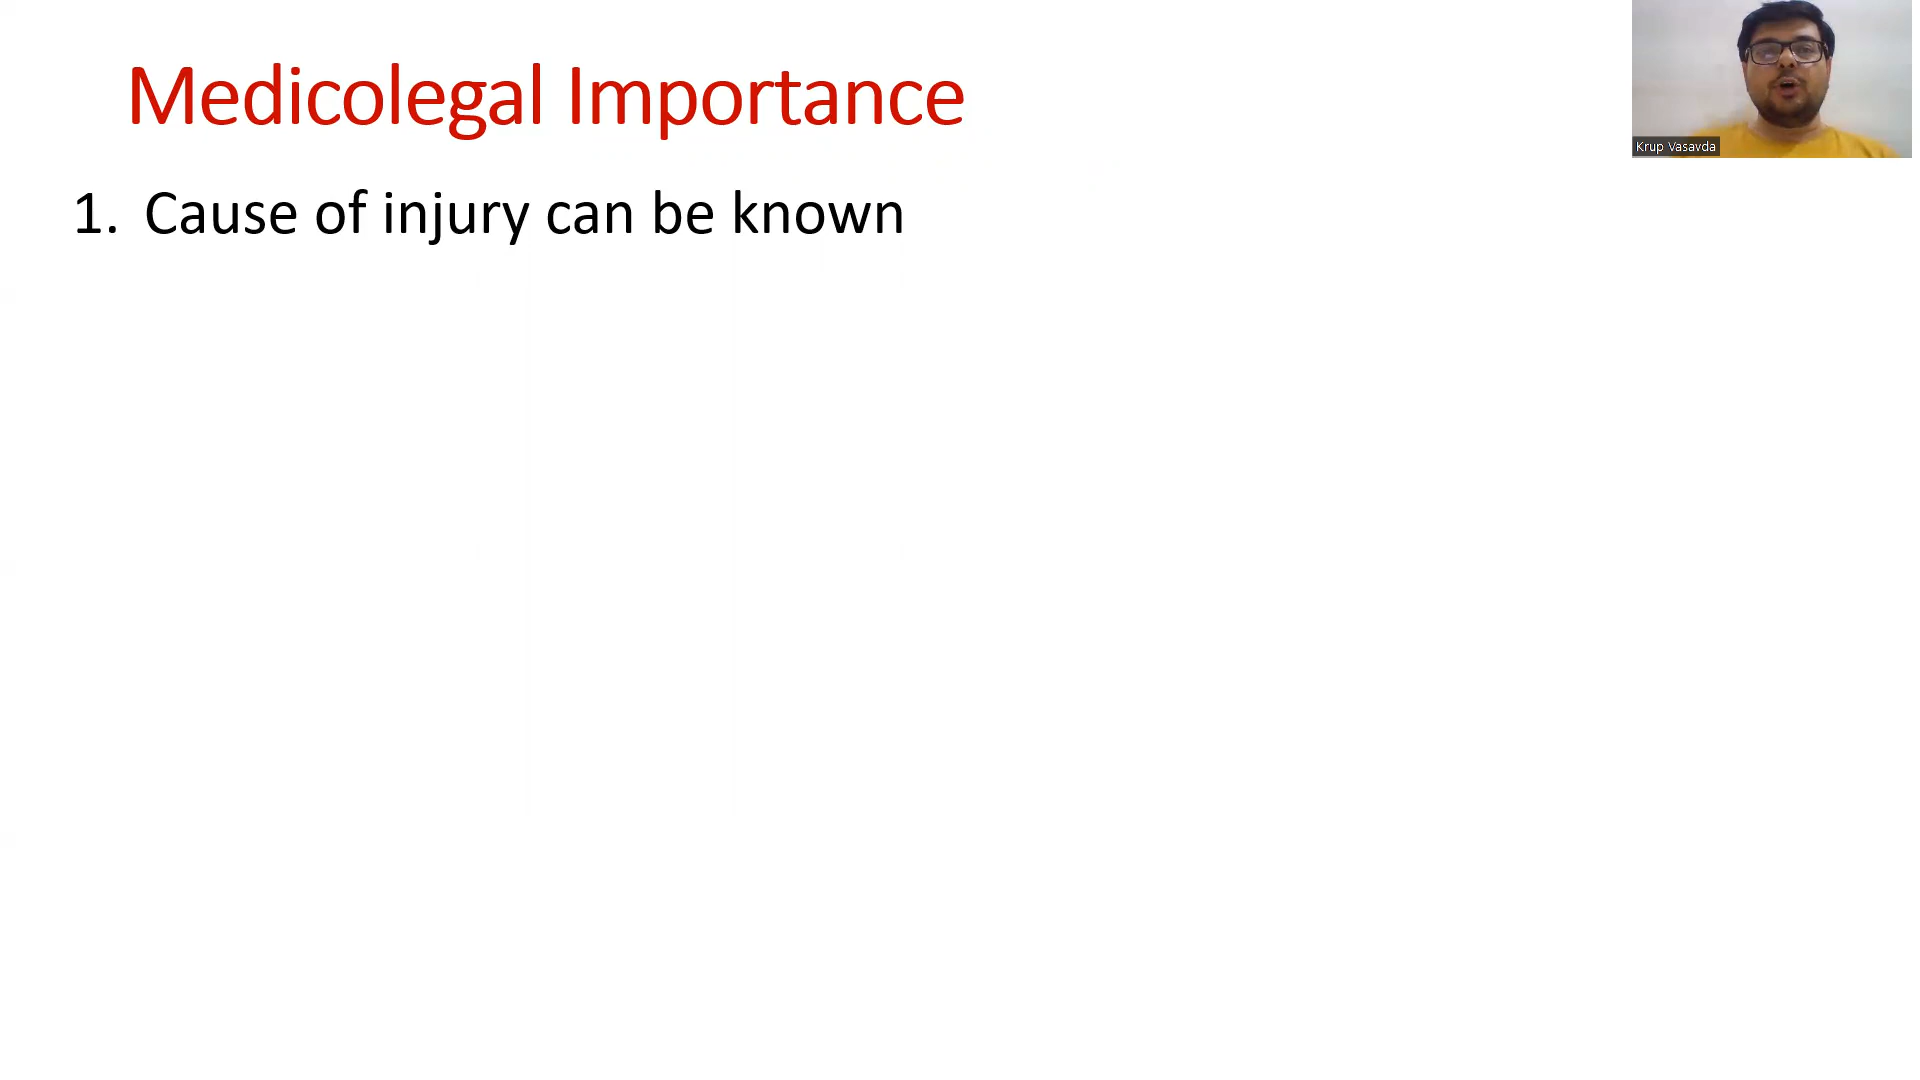 Medicolegal Importance
Krup Vasavda
1. Cause of injury can be known